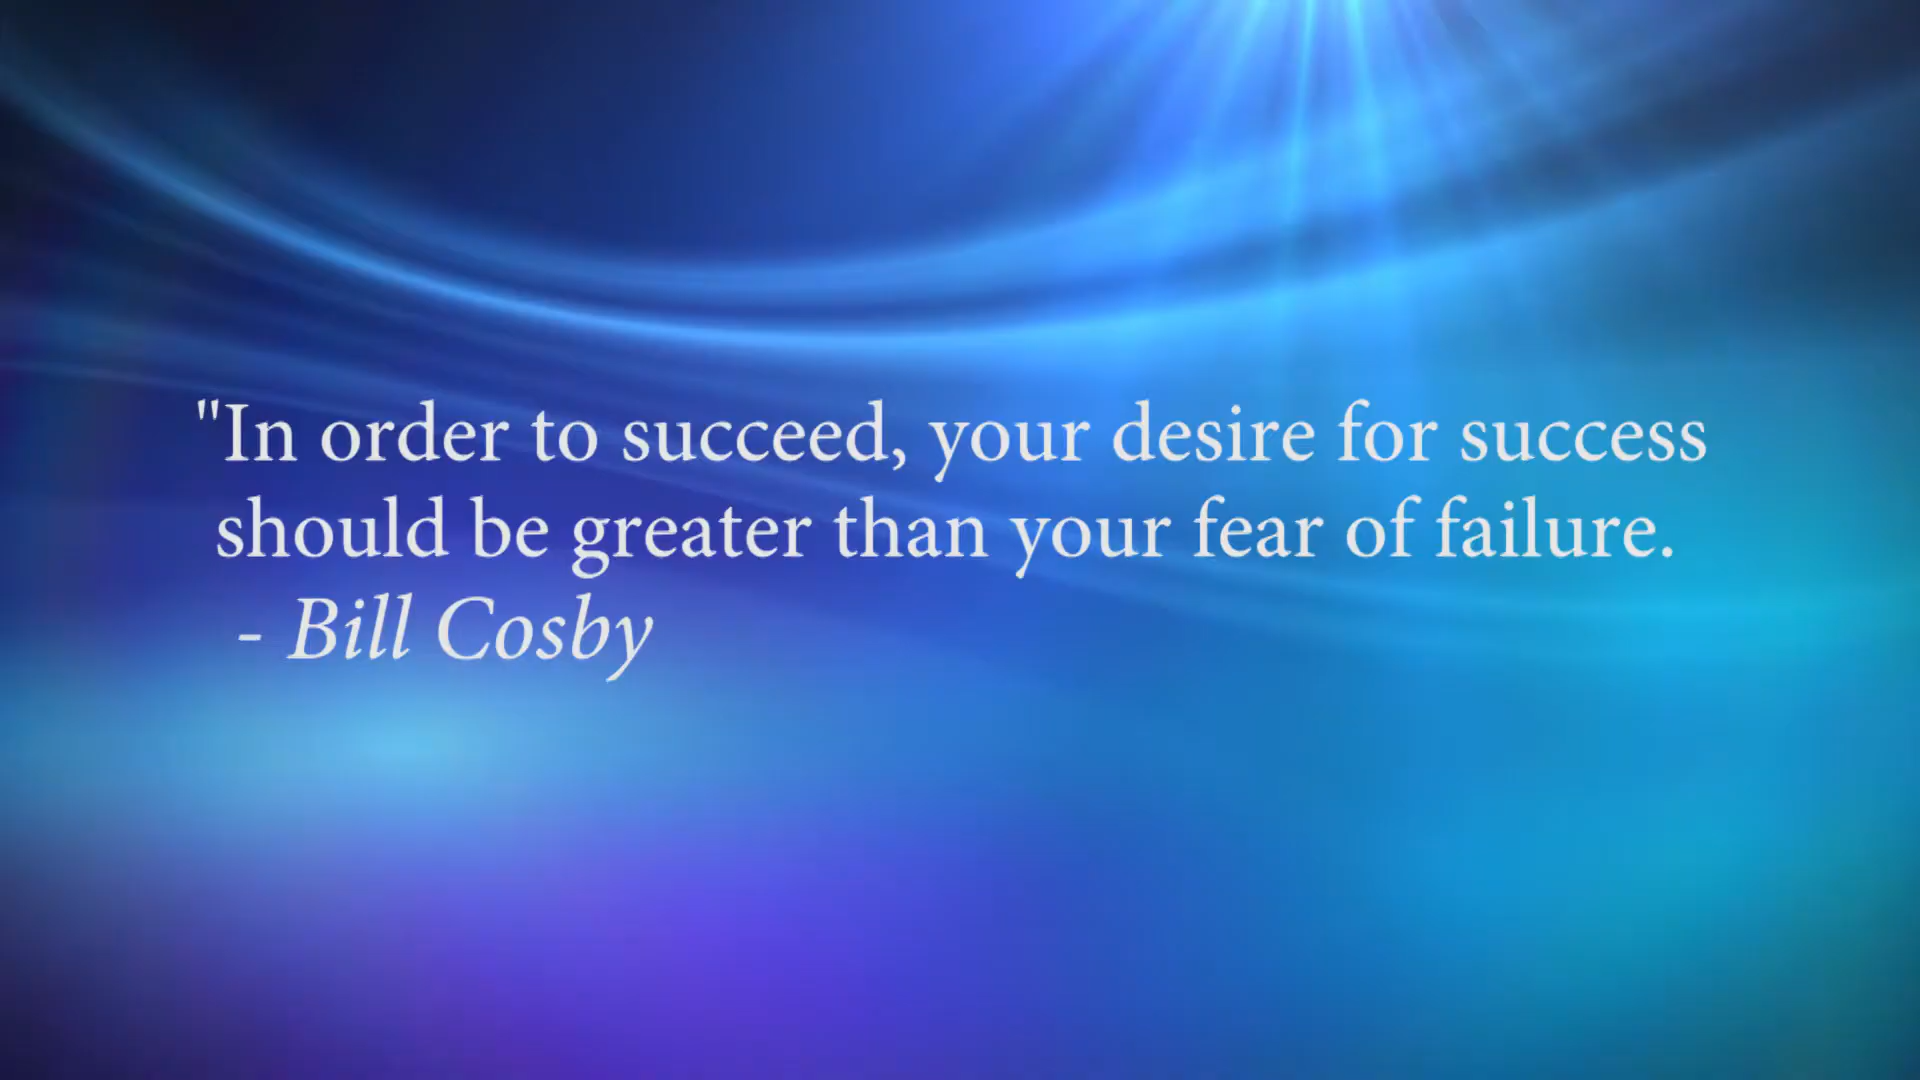 "In order to succeed, your desire for success
should be greater than your fear of failure.
- Bill Cosby